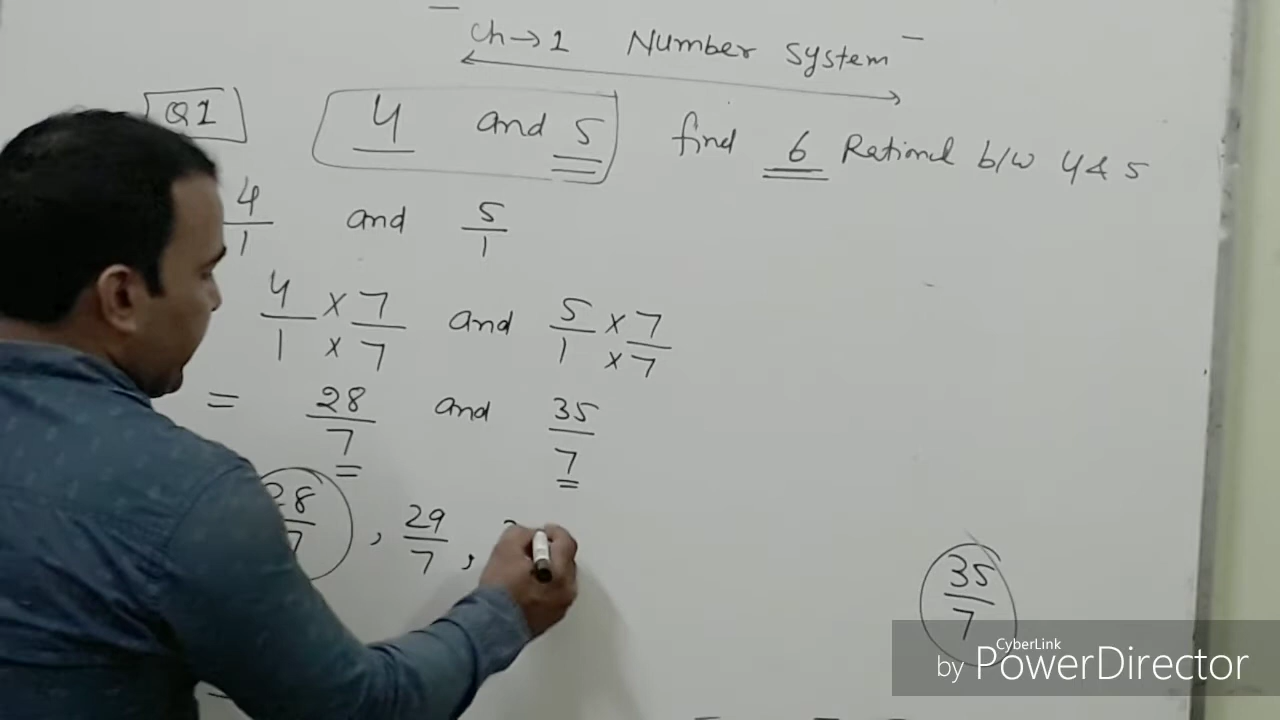 Ch→1 Number System
Q1 4 and 5 find 6 Rational b/w 4 & 5
4/1 and 5/1
4/1 × 7/7 and 5/1 × 7/7
= 28/7 and 35/7
28/7 , 29/7 , 35/7
CyberLink
by PowerDirector